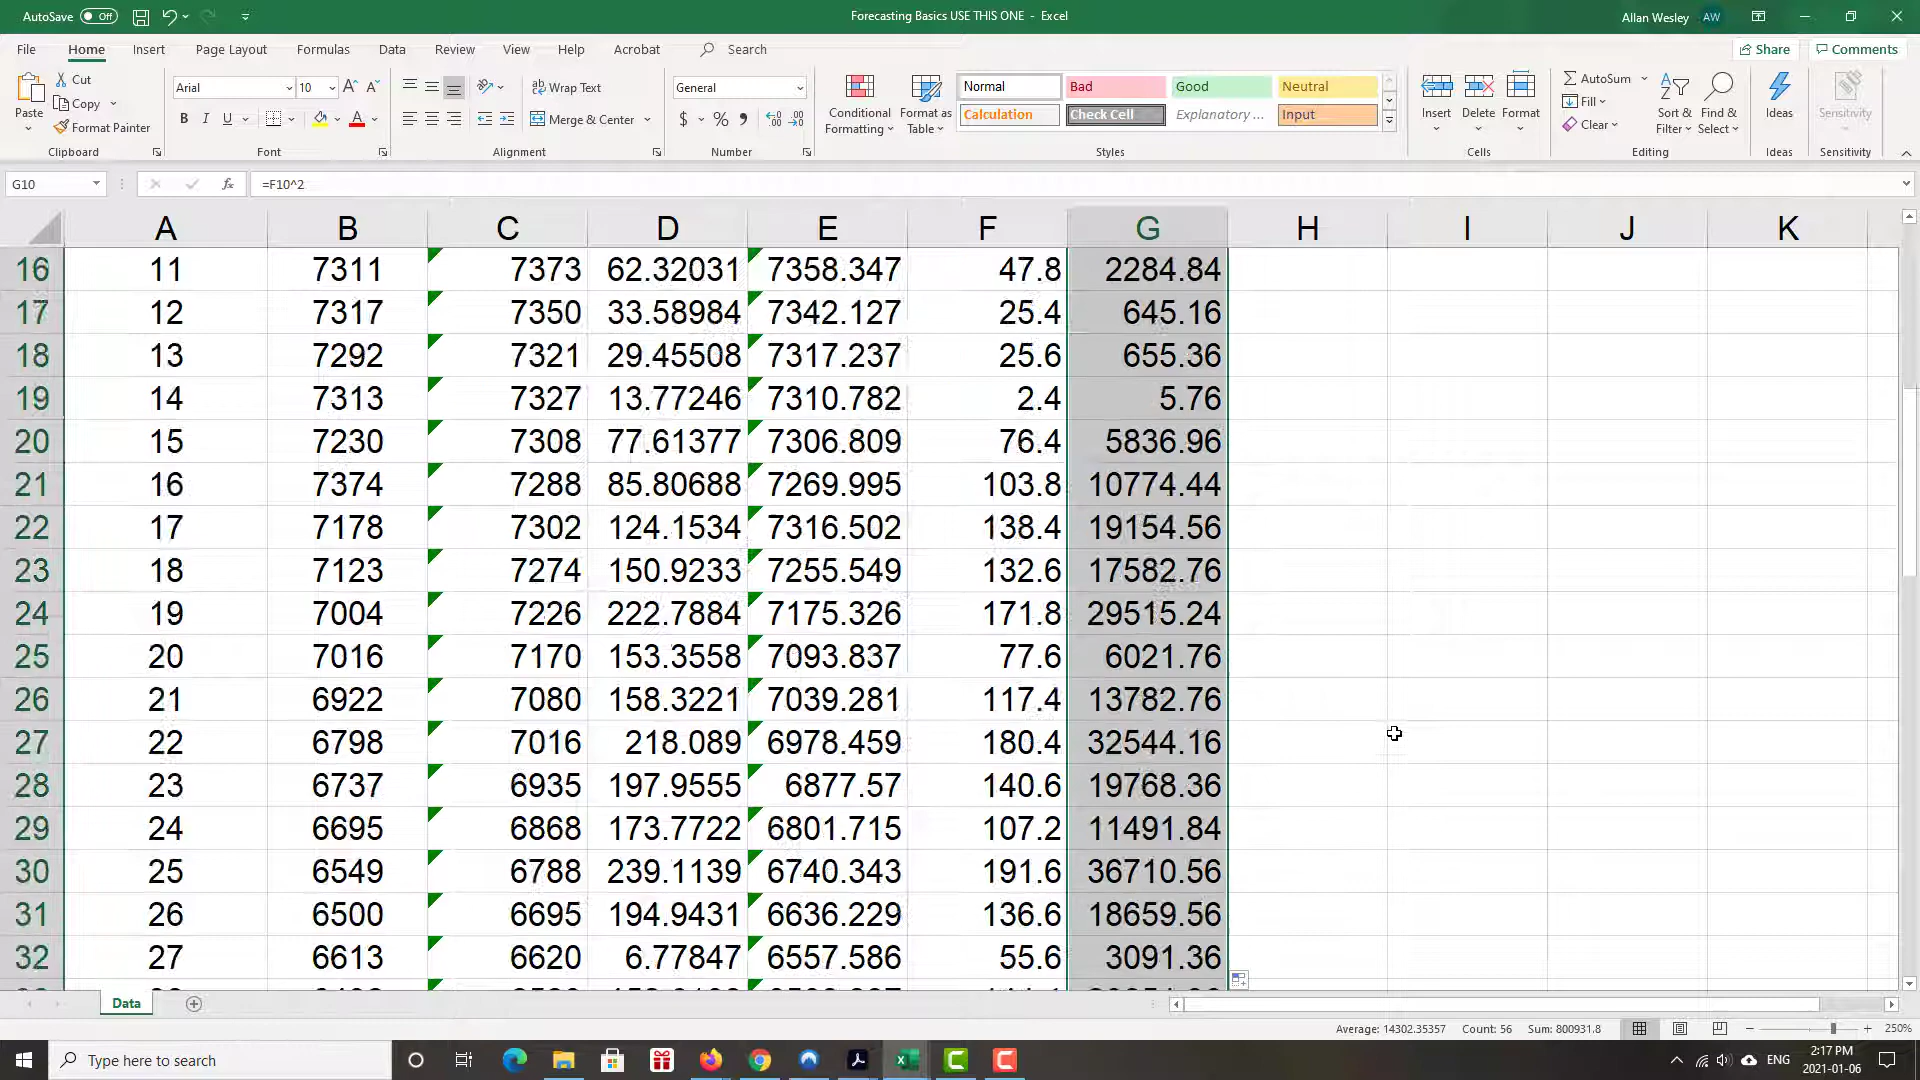 AutoSave Off Forecasting Basics USE THIS ONE - Excel Allan Wesley AW
File Home Insert Page Layout Formulas Data Review View Help Acrobat Search Share Comments
Paste Cut Copy Format Painter Clipboard
Arial 10 B I U Font
Wrap Text Merge & Center Alignment
General $ % Number
Conditional Formatting Format as Table Normal Bad Good Neutral
Calculation Check Cell Explanatory ... Input Styles
Insert Delete Format Cells
AutoSum Fill Clear Sort & Filter Find & Select Editing
Ideas Ideas Sensitivity Sensitivity
G10 fx =F10^2
A B C D E F G H I J K
16 11 7311 7373 62.32031 7358.347 47.8 2284.84
17 12 7317 7350 33.58984 7342.127 25.4 645.16
18 13 7292 7321 29.45508 7317.237 25.6 655.36
19 14 7313 7327 13.77246 7310.782 2.4 5.76
20 15 7230 7308 77.61377 7306.809 76.4 5836.96
21 16 7374 7288 85.80688 7269.995 103.8 10774.44
22 17 7178 7302 124.1534 7316.502 138.4 19154.56
23 18 7123 7274 150.9233 7255.549 132.6 17582.76
24 19 7004 7226 222.7884 7175.326 171.8 29515.24
25 20 7016 7170 153.3558 7093.837 77.6 6021.76
26 21 6922 7080 158.3221 7039.281 117.4 13782.76
27 22 6798 7016 218.089 6978.459 180.4 32544.16
28 23 6737 6935 197.9555 6877.57 140.6 19768.36
29 24 6695 6868 173.7722 6801.715 107.2 11491.84
30 25 6549 6788 239.1139 6740.343 191.6 36710.56
31 26 6500 6695 194.9431 6636.229 136.6 18659.56
32 27 6613 6620 6.77847 6557.586 55.6 3091.36
Data
Average: 14302.35357 Count: 56 Sum: 800931.8 250%
Type here to search ENG 2:17 PM
2021-01-06